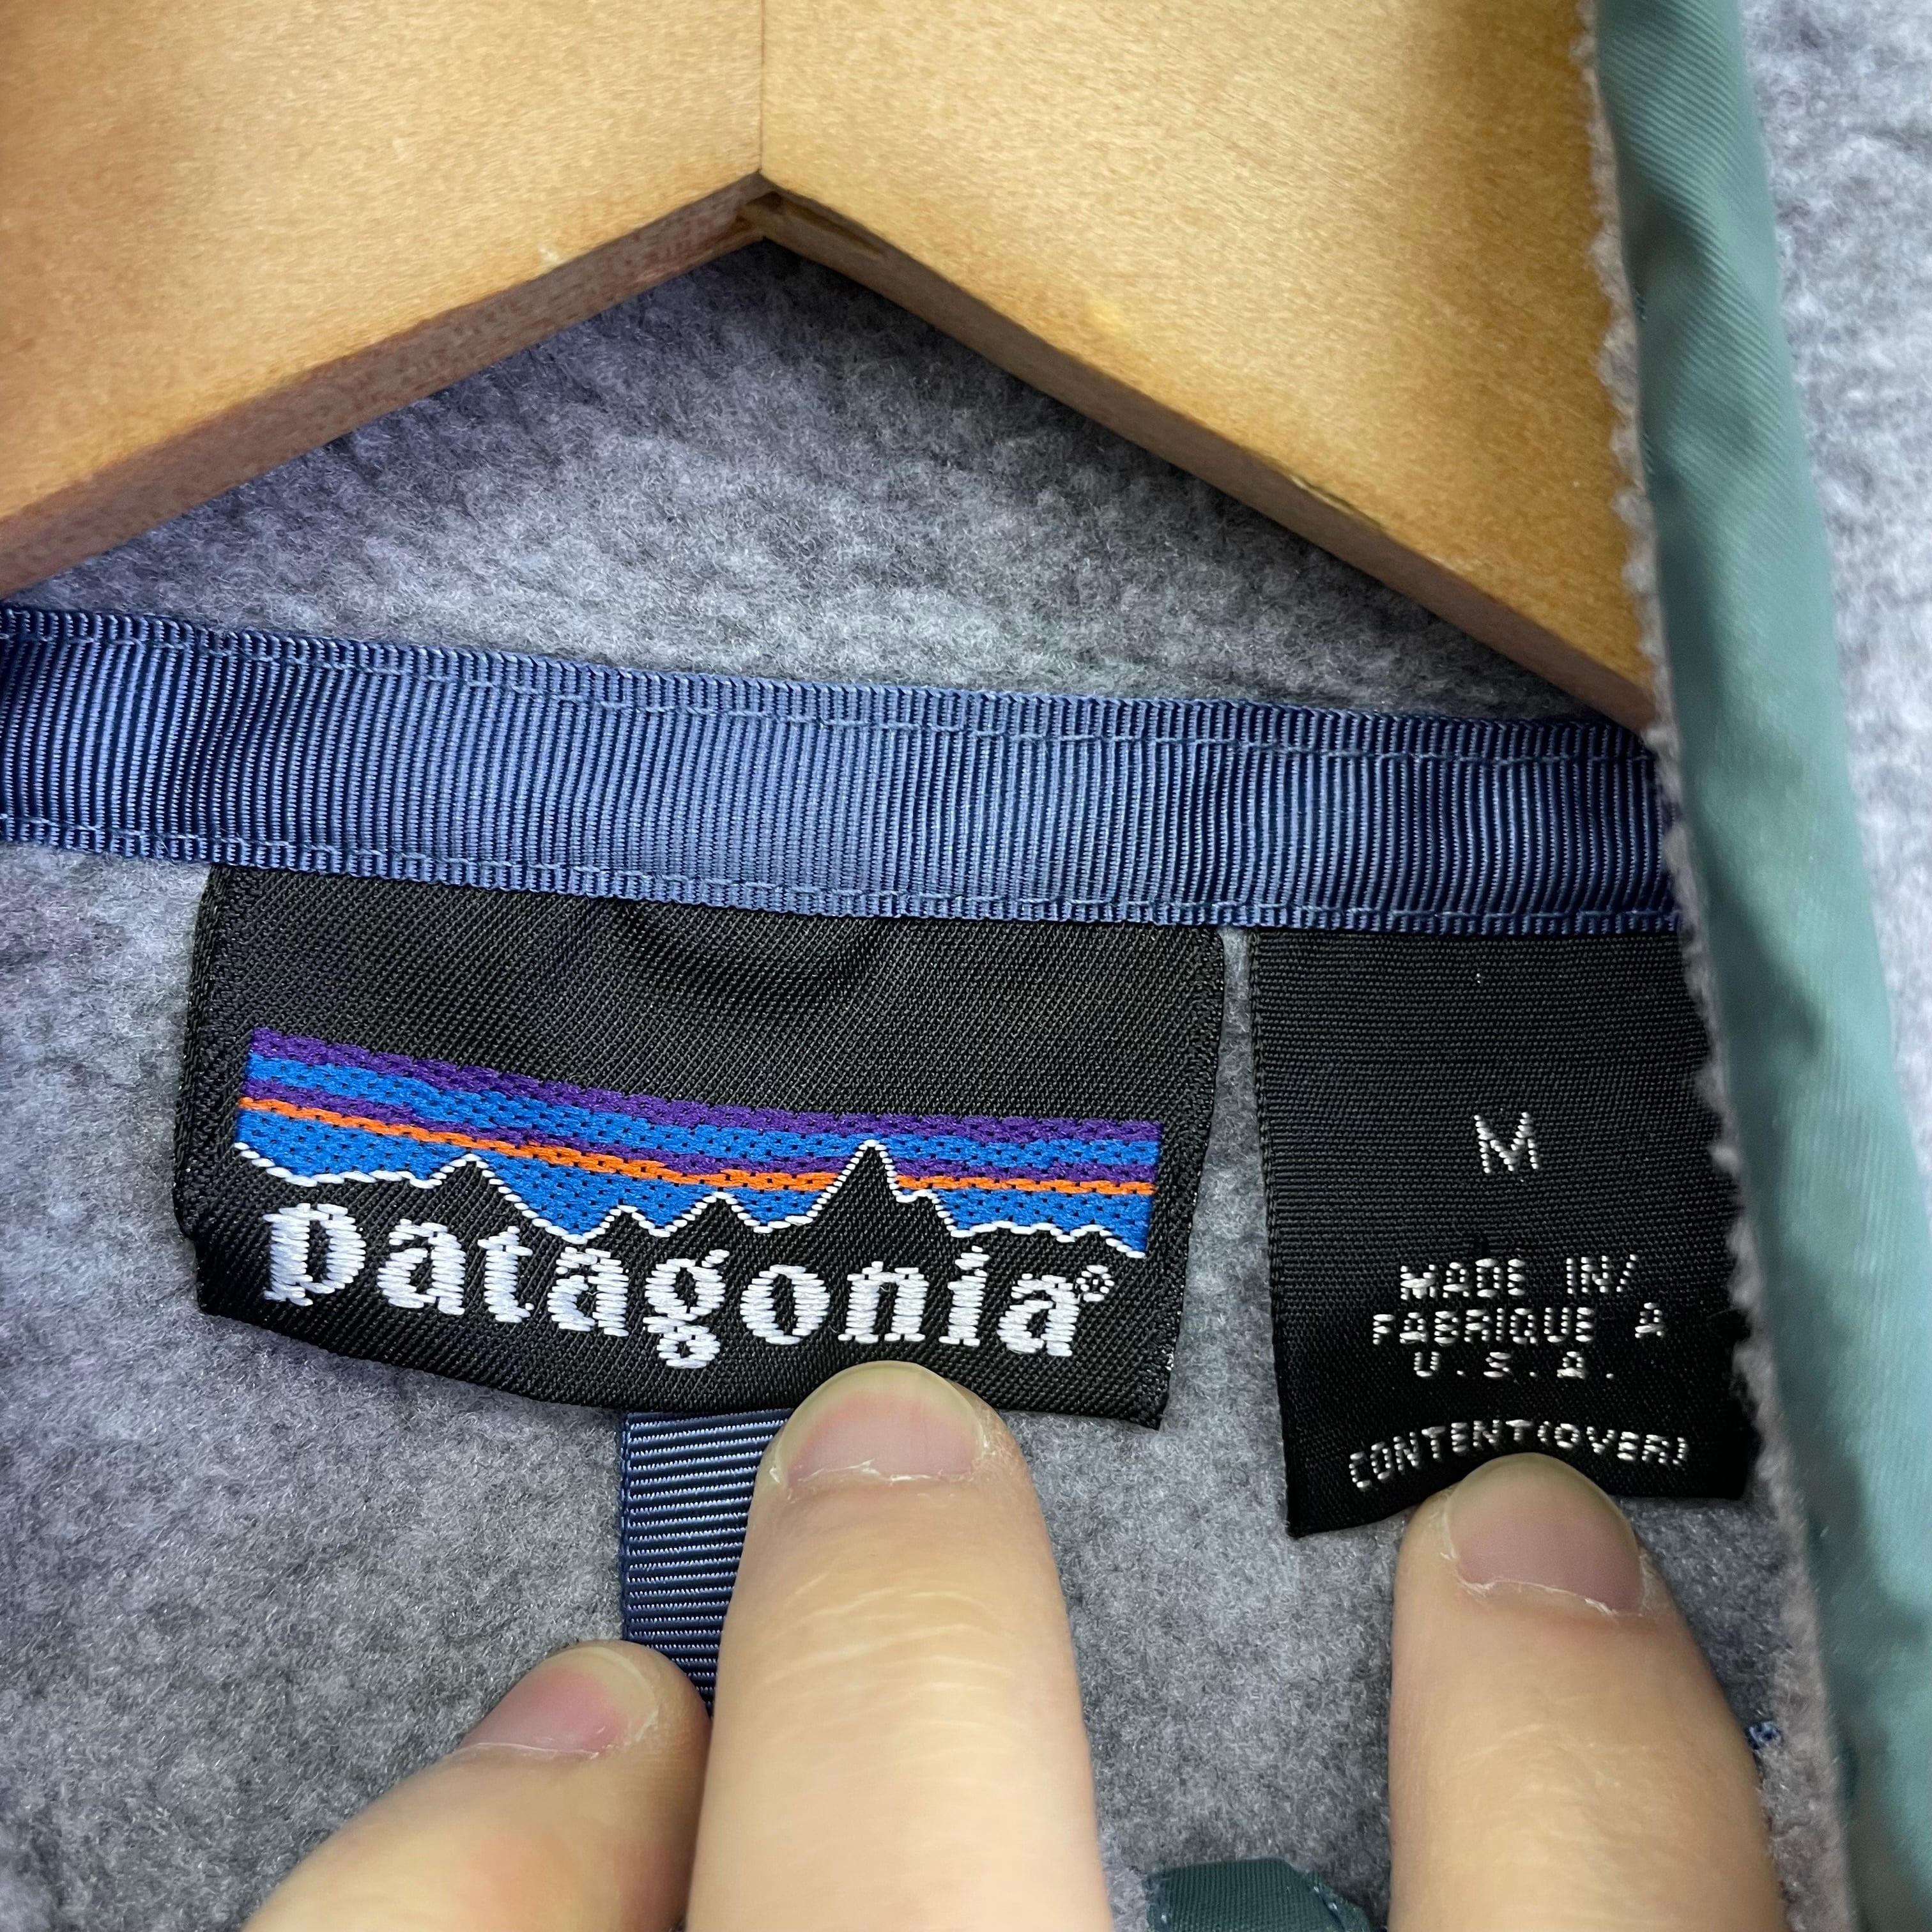 patagonia®
M
MADE IN/
FABRIQUE A
U.S.A.
CONTENT(OVER)